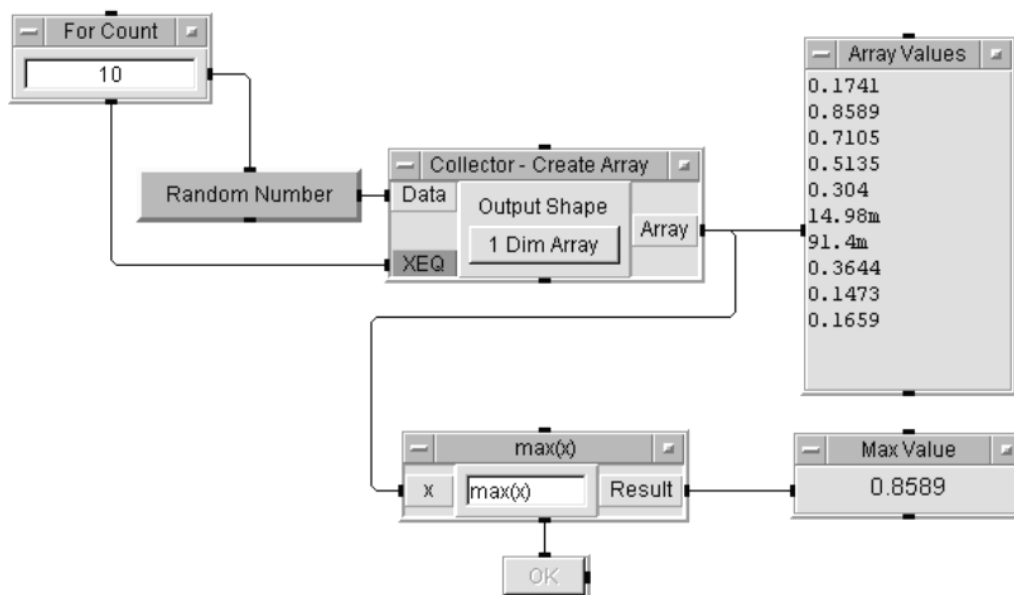 For Count
10
Random Number
Collector - Create Array
Data
Output Shape
1 Dim Array
Array
XEQ
Array Values
0.1741
0.8589
0.7105
0.5135
0.304
14.98m
91.4m
0.3644
0.1473
0.1659
max(x)
x
max(x)
Result
Max Value
0.8589
OK